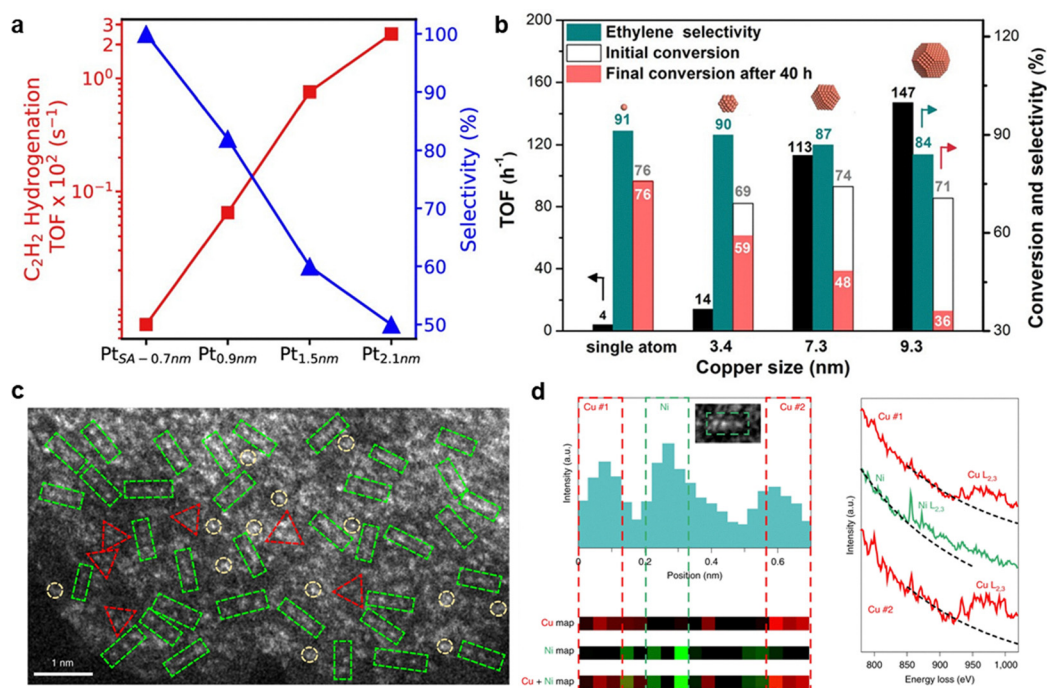 a
C₂H₂ Hydrogenation
TOF x 10² (s⁻¹)
3
2
10⁰
10⁻¹
100
90
80
70
60
50
Selectivity (%)
Pt_SA−0.7nm Pt_0.9nm Pt_1.5nm Pt_2.1nm
b
TOF (h⁻¹)
200
160
120
80
40
0
Ethylene selectivity
Initial conversion
Final conversion after 40 h
4 91 76 76
14 90 69 59
113 87 74 48
147 84 71 36
120
90
60
30
Conversion and selectivity (%)
single atom 3.4 7.3 9.3
Copper size (nm)
c
1 nm
d
Cu #1 Ni Cu #2
Intensity (a.u.)
0 0.2 0.4 0.6
Position (nm)
Cu map
Ni map
Cu + Ni map
Intensity (a.u.)
Cu #1
Cu L₂,₃
Ni
Ni L₂,₃
Cu L₂,₃
Cu #2
800 850 900 950 1,000
Energy loss (eV)